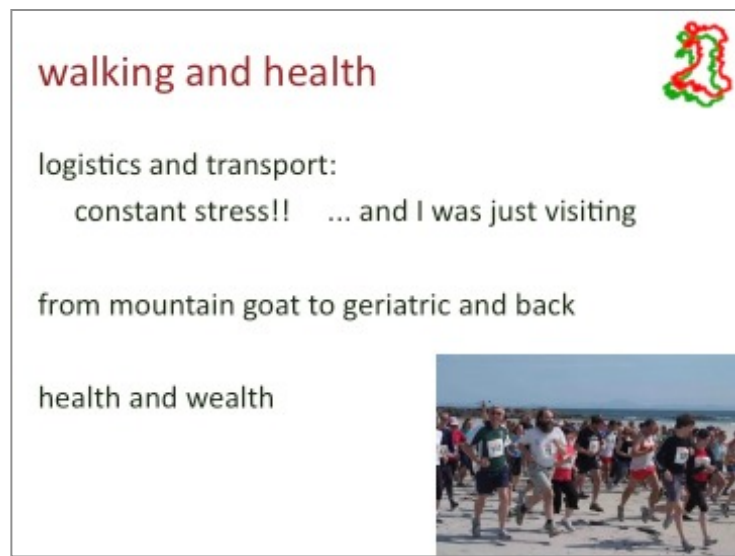 walking and health
logistics and transport:
constant stress!! ... and I was just visiting
from mountain goat to geriatric and back
health and wealth